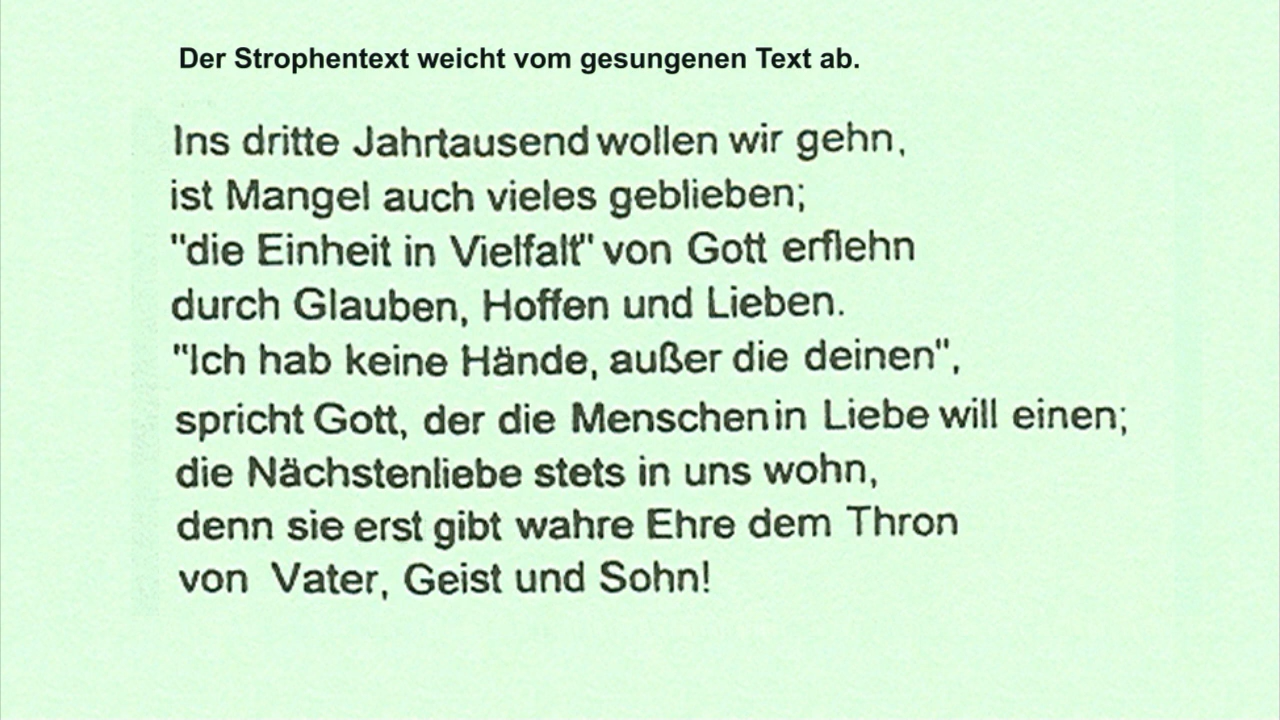 Der Strophentext weicht vom gesungenen Text ab.
Ins dritte Jahrtausend wollen wir gehn,
ist Mangel auch vieles geblieben;
"die Einheit in Vielfalt" von Gott erflehn
durch Glauben, Hoffen und Lieben.
"Ich hab keine Hände, außer die deinen",
spricht Gott, der die Menschen in Liebe will einen;
die Nächstenliebe stets in uns wohn,
denn sie erst gibt wahre Ehre dem Thron
von Vater, Geist und Sohn!